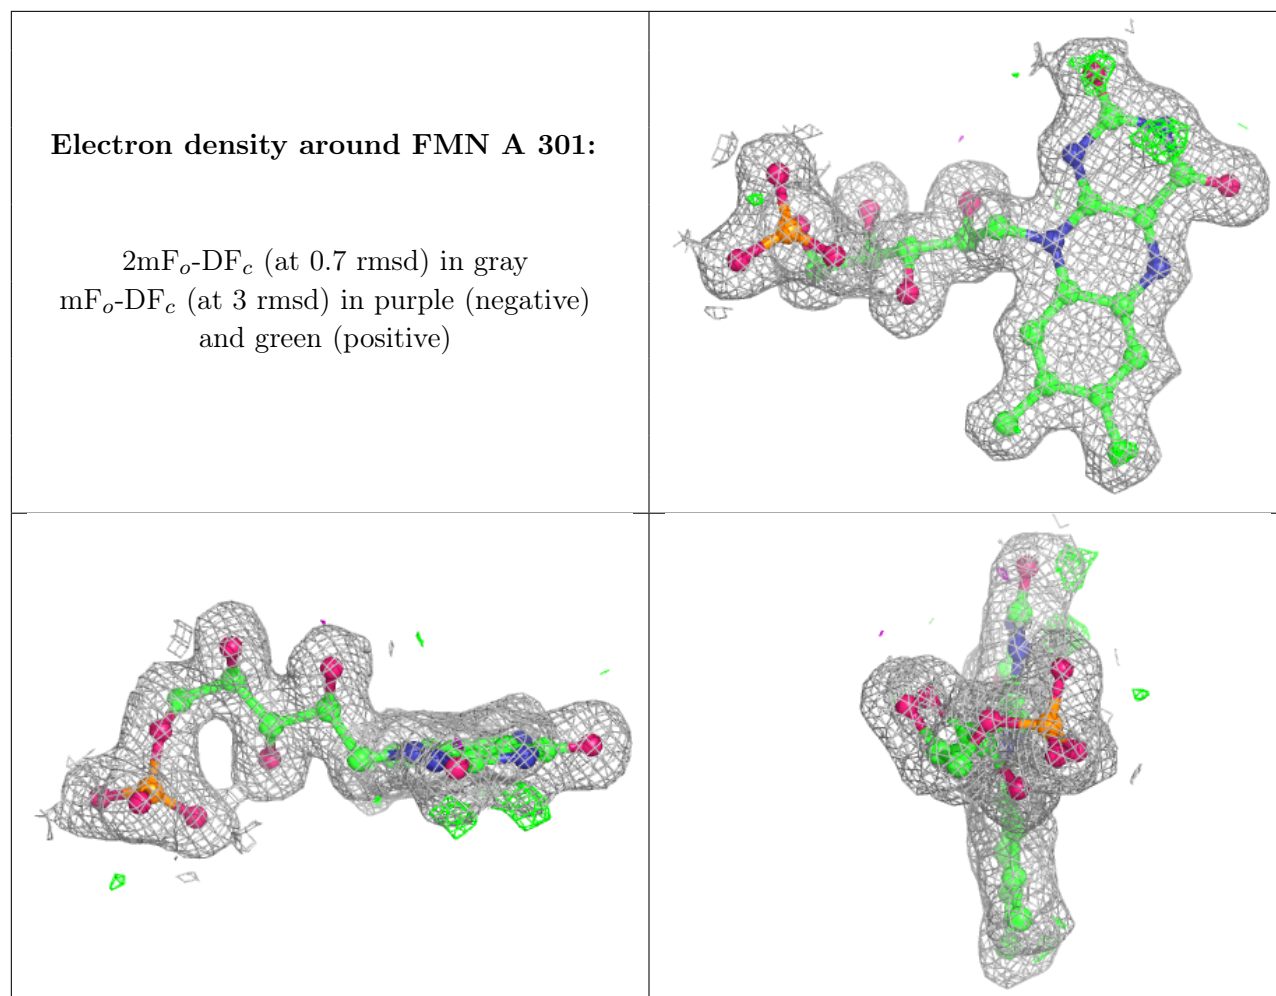 Electron density around FMN A 301:
2mFo-DFc (at 0.7 rmsd) in gray
mFo-DFc (at 3 rmsd) in purple (negative)
and green (positive)